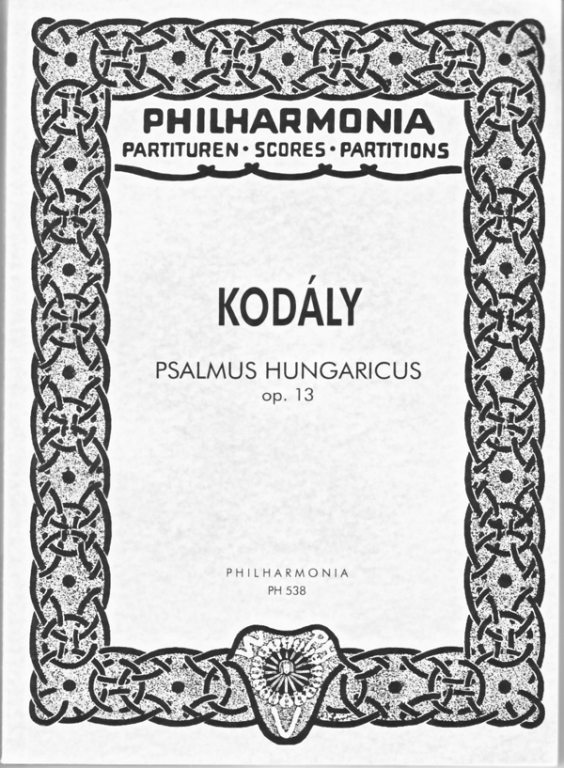 PHILHARMONIA
PARTITUREN · SCORES · PARTITIONS
KODÁLY
PSALMUS HUNGARICUS
op. 13
PHILHARMONIA
PH 538